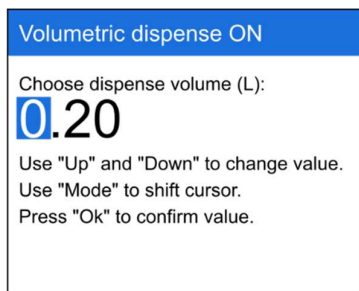 Volumetric dispense ON
Choose dispense volume (L):
0.20
Use "Up" and "Down" to change value.
Use "Mode" to shift cursor.
Press "Ok" to confirm value.